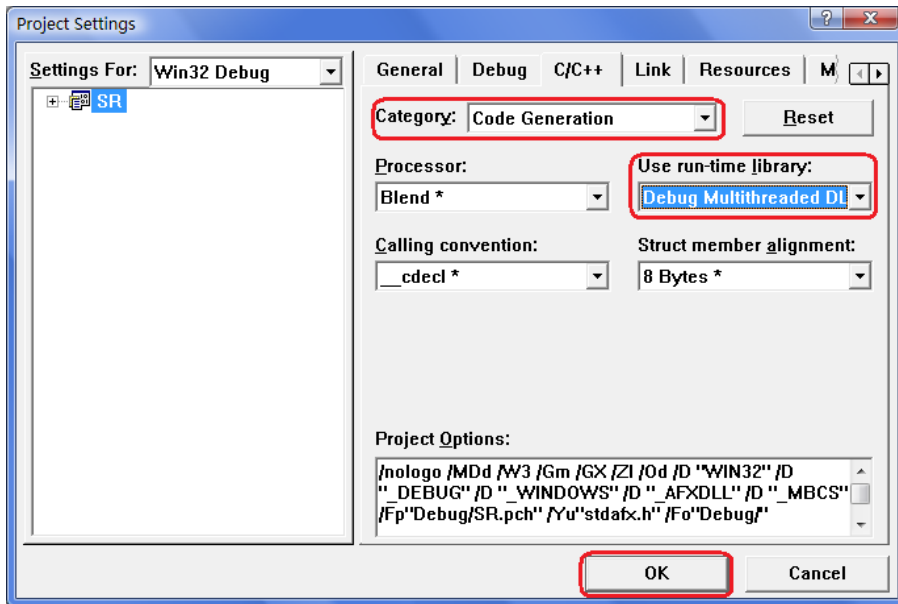 Project Settings
Settings For: Win32 Debug
SR
General Debug C/C++ Link Resources M
Category: Code Generation
Reset
Processor:
Use run-time library:
Blend *
Debug Multithreaded DL
Calling convention:
Struct member alignment:
__cdecl *
8 Bytes *
Project Options:
/nologo /MDd /W3 /Gm /GX /ZI /Od /D "WIN32" /D
"_DEBUG" /D "_WINDOWS" /D "_AFXDLL" /D "_MBCS"
/Fp"Debug/SR.pch" /Yu"stdafx.h" /Fo"Debug/"
OK
Cancel